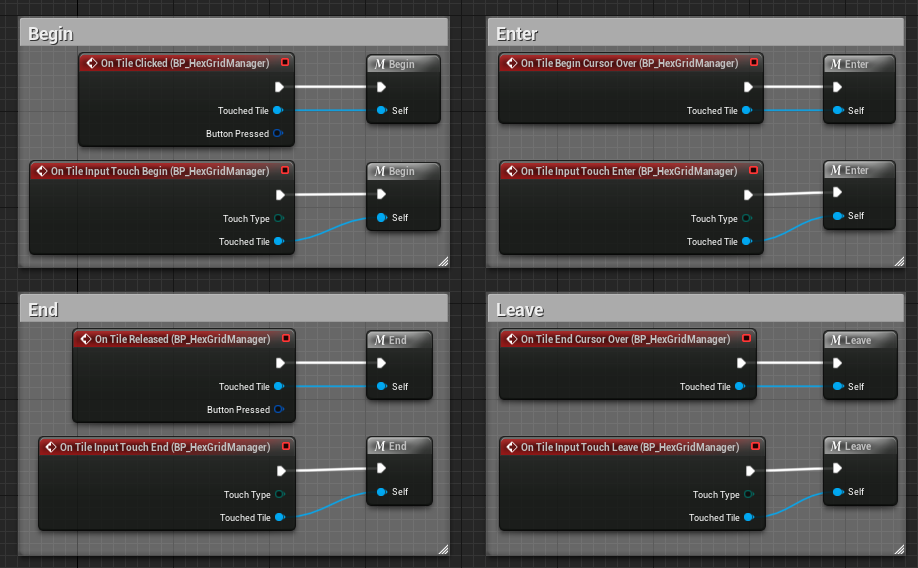 Begin
On Tile Clicked (BP_HexGridManager)
M Begin
Touched Tile
Self
Button Pressed
On Tile Input Touch Begin (BP_HexGridManager)
M Begin
Touch Type
Self
Touched Tile
Enter
On Tile Begin Cursor Over (BP_HexGridManager)
M Enter
Touched Tile
Self
On Tile Input Touch Enter (BP_HexGridManager)
M Enter
Touch Type
Self
Touched Tile
End
On Tile Released (BP_HexGridManager)
M End
Touched Tile
Self
Button Pressed
On Tile Input Touch End (BP_HexGridManager)
M End
Touch Type
Self
Touched Tile
Leave
On Tile End Cursor Over (BP_HexGridManager)
M Leave
Touched Tile
Self
On Tile Input Touch Leave (BP_HexGridManager)
M Leave
Touch Type
Self
Touched Tile